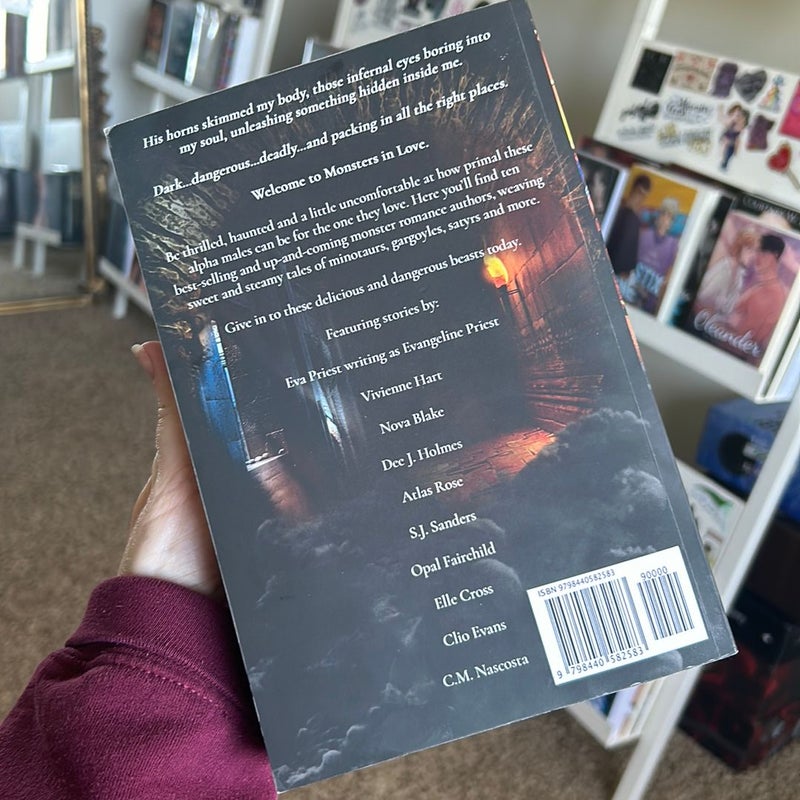 His horns skimmed my body, those infernal eyes boring into
my soul, unleashing something hidden inside me.
Dark...dangerous...deadly...and packing in all the right places.
Welcome to Monsters in Love.
Be thrilled, haunted and a little uncomfortable at how primal these
alpha males can be for the one they love. Here you'll find ten
best-selling and up-and-coming monster romance authors, weaving
sweet and steamy tales of minotaurs, gargoyles, satyrs and more.
Give in to these delicious and dangerous beasts today.
Featuring stories by:
Eva Priest writing as Evangeline Priest
Vivienne Hart
Nova Blake
Dee J. Holmes
Atlas Rose
S.J. Sanders
Opal Fairchild
Elle Cross
Clio Evans
C.M. Nascosta
ISBN 9798440582583
90000
9 798440 582583
Oleander